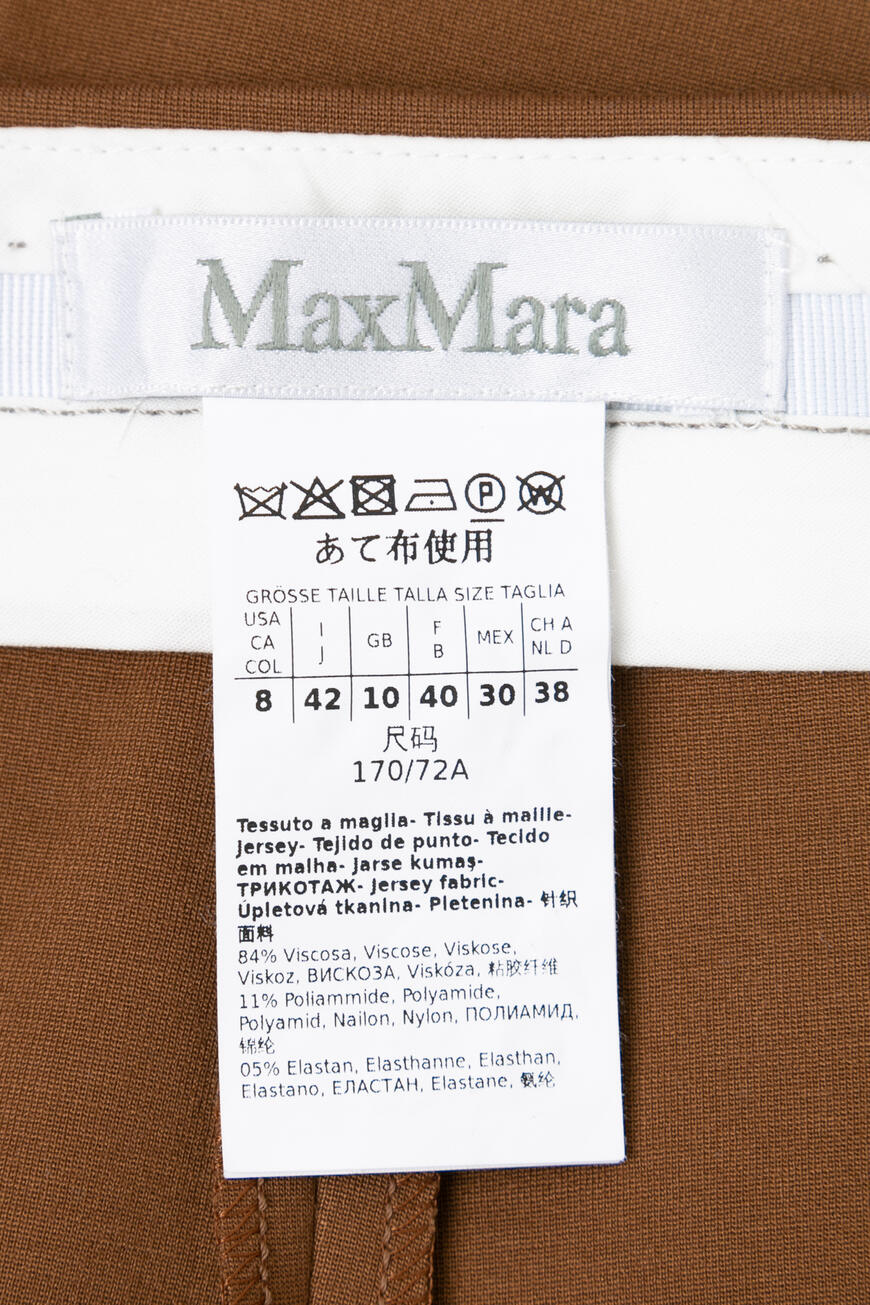 MaxMara
P W
あて布使用
GRÖSSE TAILLE TALLA SIZE TAGLIA
USA CA COL I J GB F B MEX CH A NL D
8 42 10 40 30 38
尺码
170/72A
Tessuto a maglia- Tissu à maille-
Jersey- Tejido de punto- Tecido
em malha- Jarse kumaş-
ТРИКОТАЖ- Jersey fabric-
Úpletová tkanina- Pletenina- 针织
面料
84% Viscosa, Viscose, Viskose,
Viskoz, ВИСКОЗА, Viskóza, 粘胶纤维
11% Poliammide, Polyamide,
Polyamid, Nailon, Nylon, ПОЛИАМИД,
锦纶
05% Elastan, Elasthanne, Elasthan,
Elastano, ЕЛАСТАН, Elastane, 氨纶